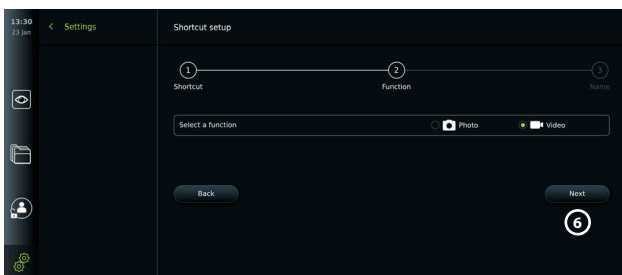 13:30
23 Jan
< Settings
Shortcut setup
1
2
3
Shortcut
Function
Name
Select a function
Photo
Video
Back
Next
6